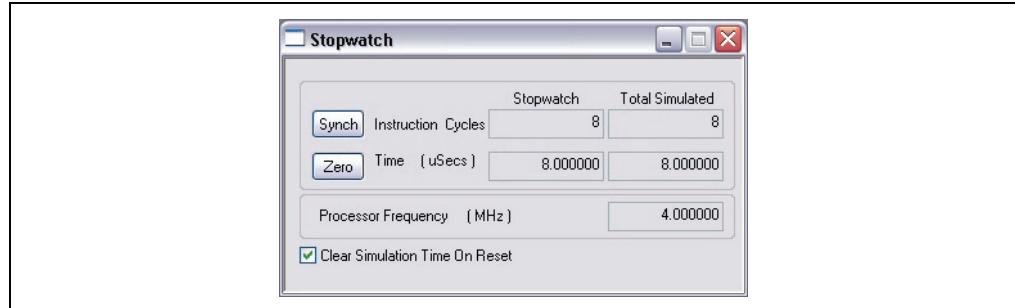 Stopwatch
Stopwatch Total Simulated
Synch Instruction Cycles 8 8
Zero Time ( uSecs ) 8.000000 8.000000
Processor Frequency ( MHz ) 4.000000
Clear Simulation Time On Reset